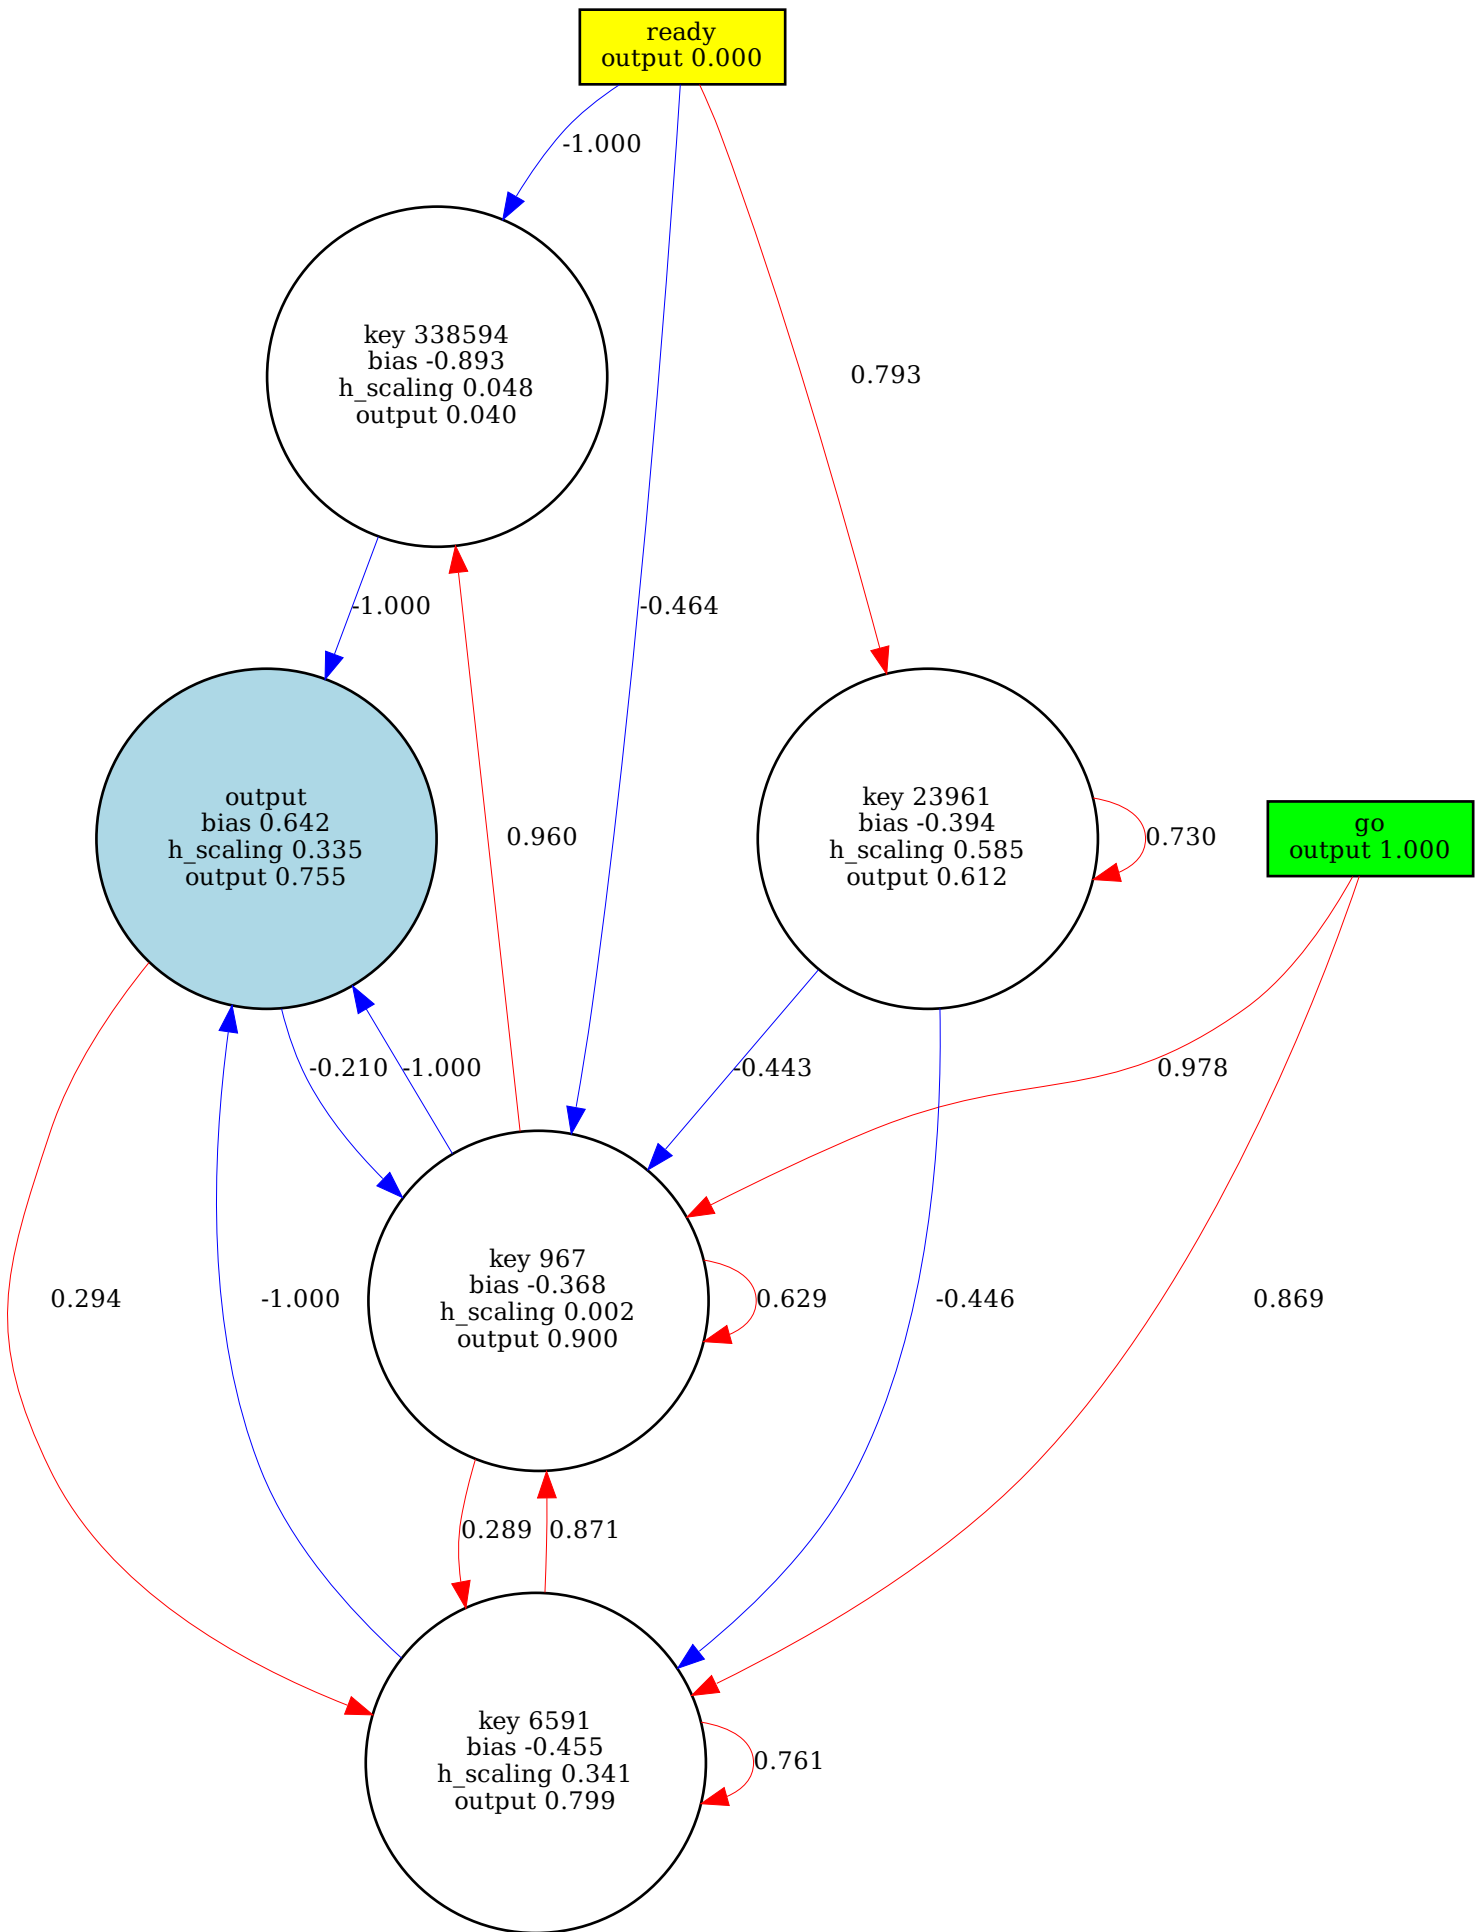 ready
output 0.000
-1.000
key 338594
bias -0.893
h_scaling 0.048
output 0.040
0.793
-1.000
-0.464
output
bias 0.642
h_scaling 0.335
output 0.755
0.960
key 23961
bias -0.394
h_scaling 0.585
output 0.612
0.730
go
output 1.000
-0.210
-1.000
-0.443
0.978
0.294
-1.000
key 967
bias -0.368
h_scaling 0.002
output 0.900
0.629
-0.446
0.869
0.289
0.871
key 6591
bias -0.455
h_scaling 0.341
output 0.799
0.761